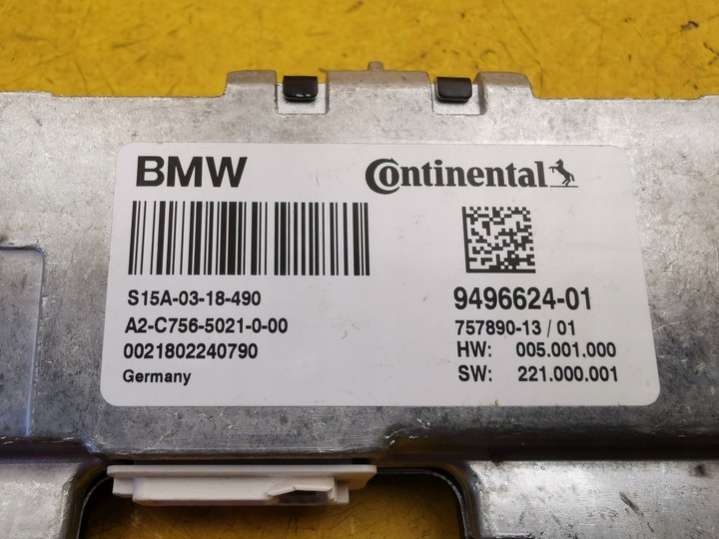 BMW Continental
S15A-03-18-490
A2-C756-5021-0-00
0021802240790
Germany
9496624-01
757890-13 / 01
HW: 005.001.000
SW: 221.000.001